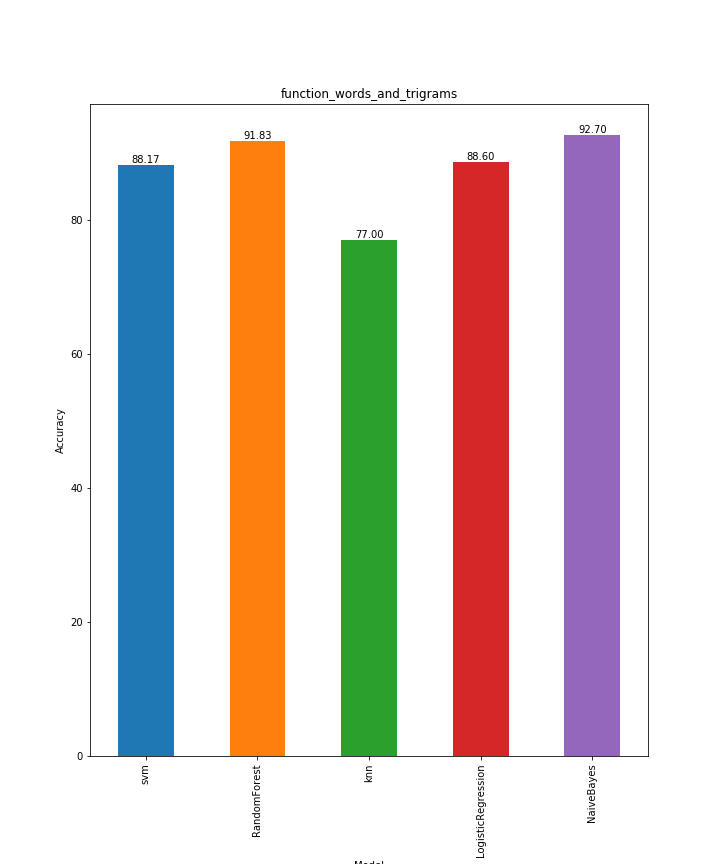 function_words_and_trigrams
88.17
91.83
77.00
88.60
92.70
80
60
40
20
0
Accuracy
svm
RandomForest
knn
LogisticRegression
NaiveBayes
Model